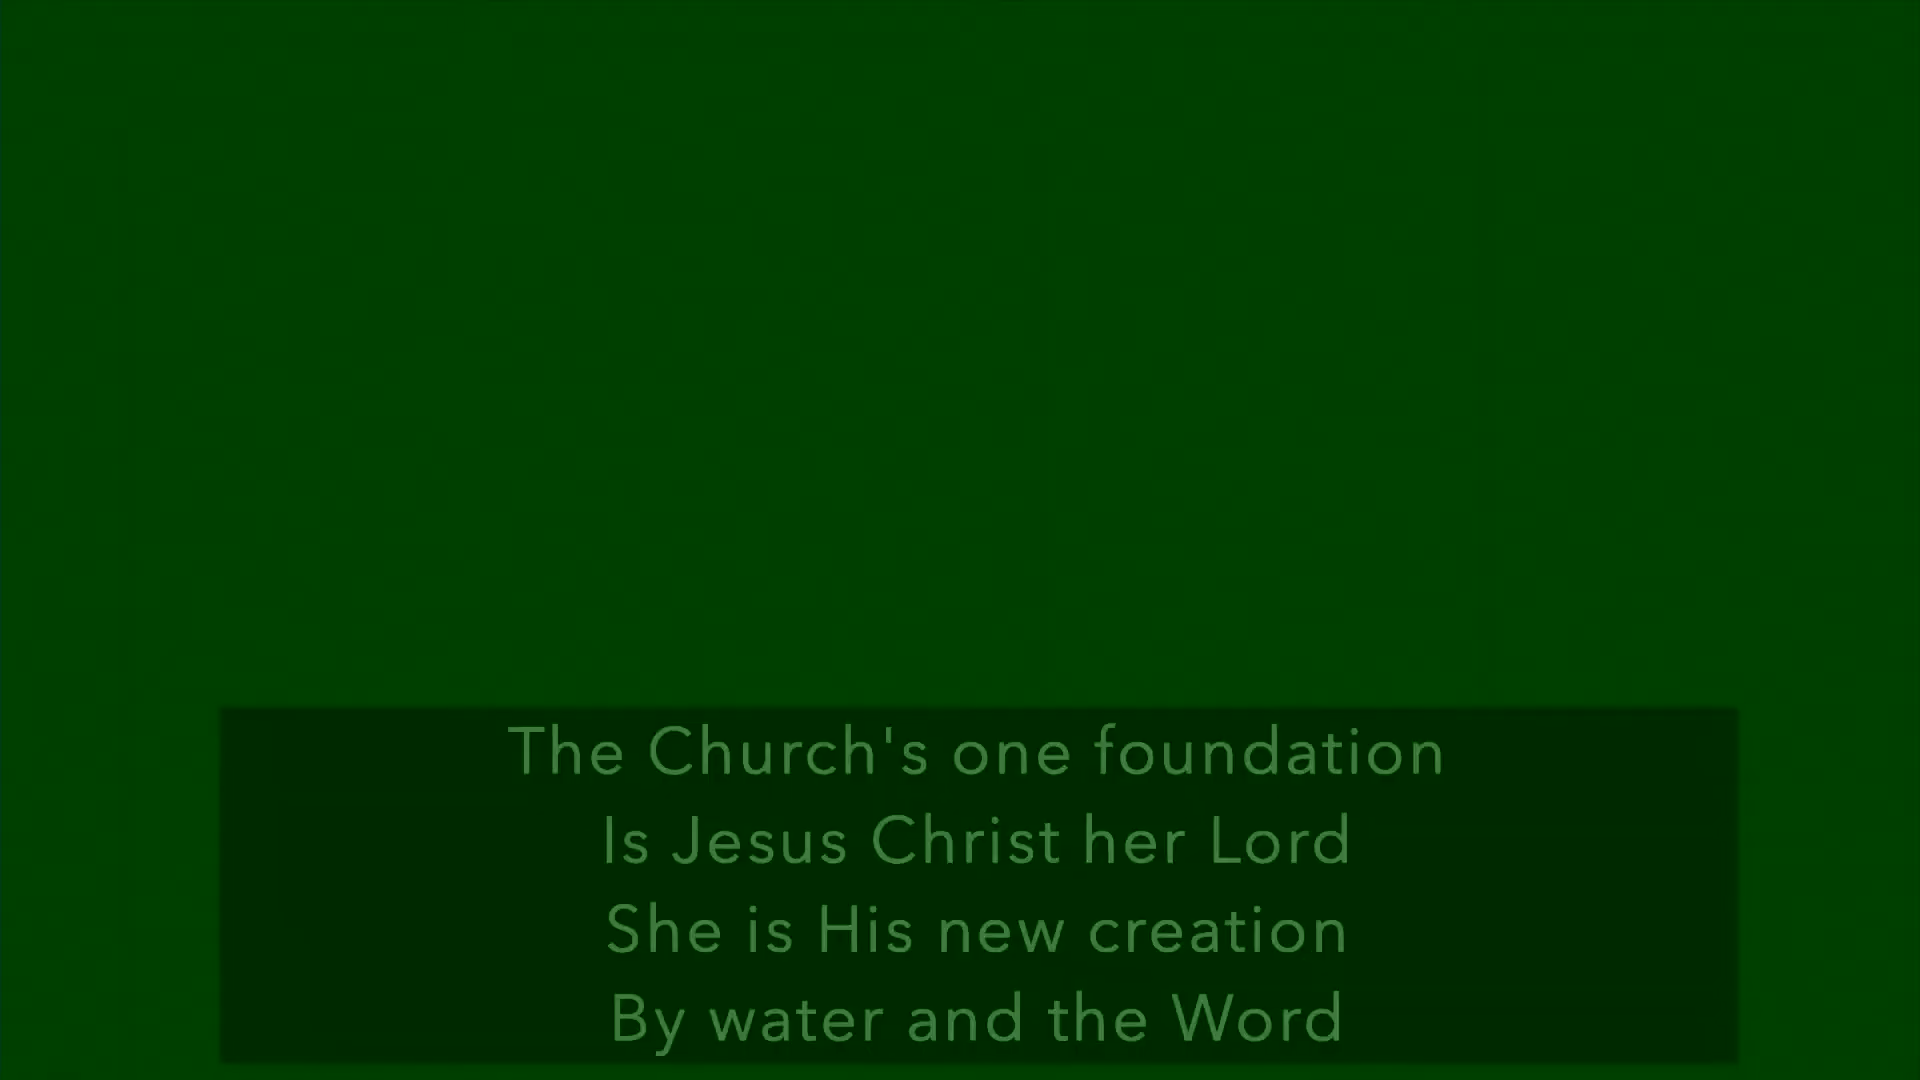 The Church's one foundation
Is Jesus Christ her Lord
She is His new creation
By water and the Word